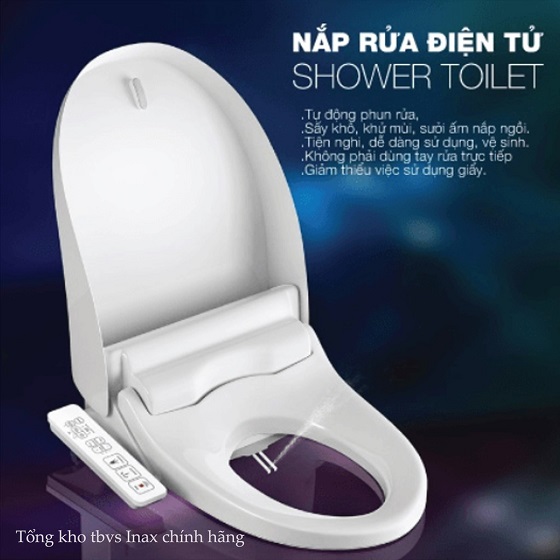 NẮP RỬA ĐIỆN TỬ
SHOWER TOILET
.Tự động phun rửa,
.Sấy khô, khử mùi, sưởi ấm nắp ngồi.
.Tiện nghi, dễ dàng sử dụng, vệ sinh.
.Không phải dùng tay rửa trực tiếp
.Giảm thiểu việc sử dụng giấy.
Tổng kho tbvs Inax chính hãng